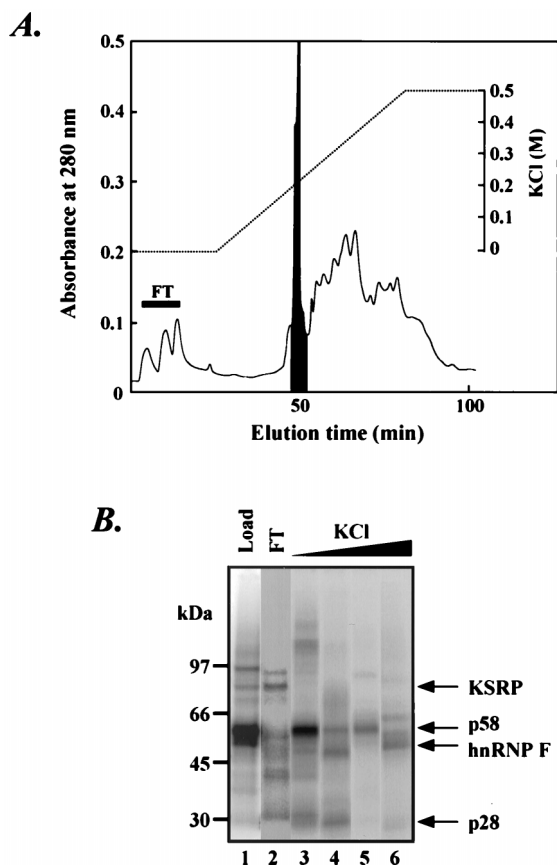 A.
0.5
0.4
0.3
0.2
0.1
0
Absorbance at 280 nm
FT
0.5
0.4
0.3
0.2
0.1
0
KCl (M)
50
100
Elution time (min)
B.
Load
FT
KCl
kDa
97
66
45
30
KSRP
p58
hnRNP F
p28
1 2 3 4 5 6